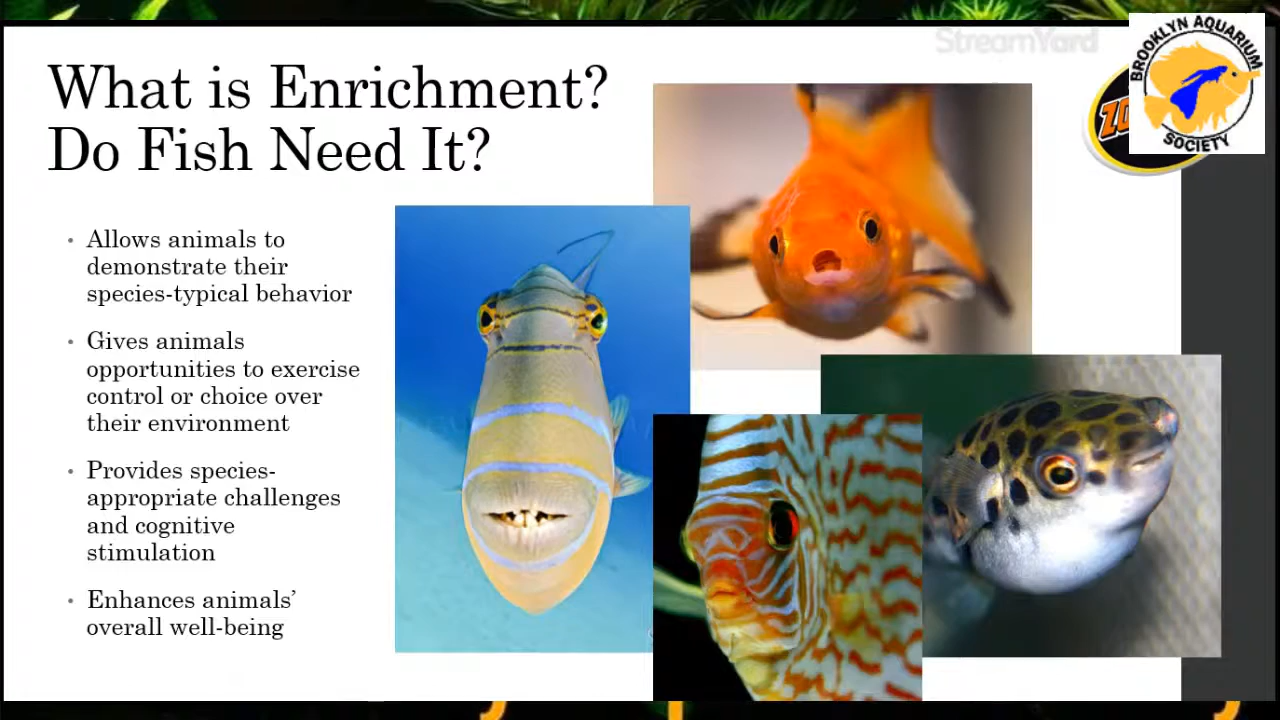 StreamYard
BROOKLYN AQUARIUM
SOCIETY
What is Enrichment?
Do Fish Need It?
• Allows animals to
demonstrate their
species-typical behavior
• Gives animals
opportunities to exercise
control or choice over
their environment
• Provides species-
appropriate challenges
and cognitive
stimulation
• Enhances animals’
overall well-being